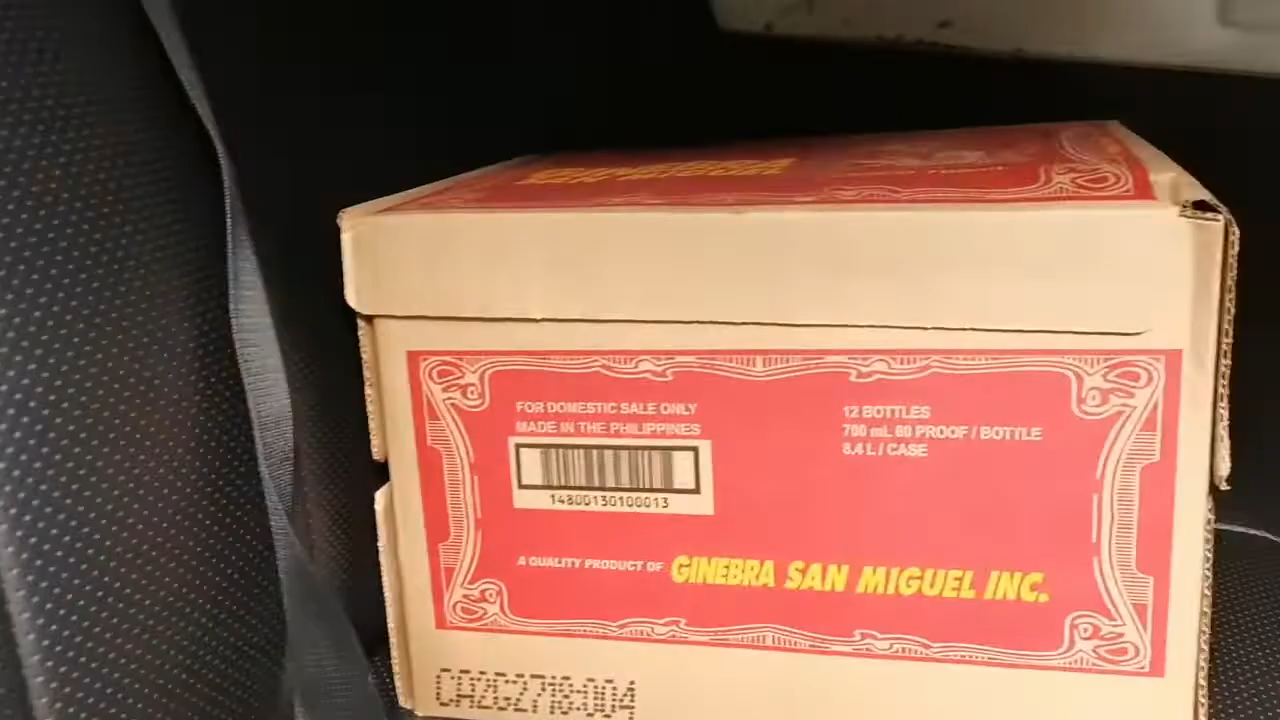 FOR DOMESTIC SALE ONLY
MADE IN THE PHILIPPINES
14800130100013
12 BOTTLES
700 mL 80 PROOF / BOTTLE
8.4 L / CASE
A QUALITY PRODUCT OF GINEBRA SAN MIGUEL INC.